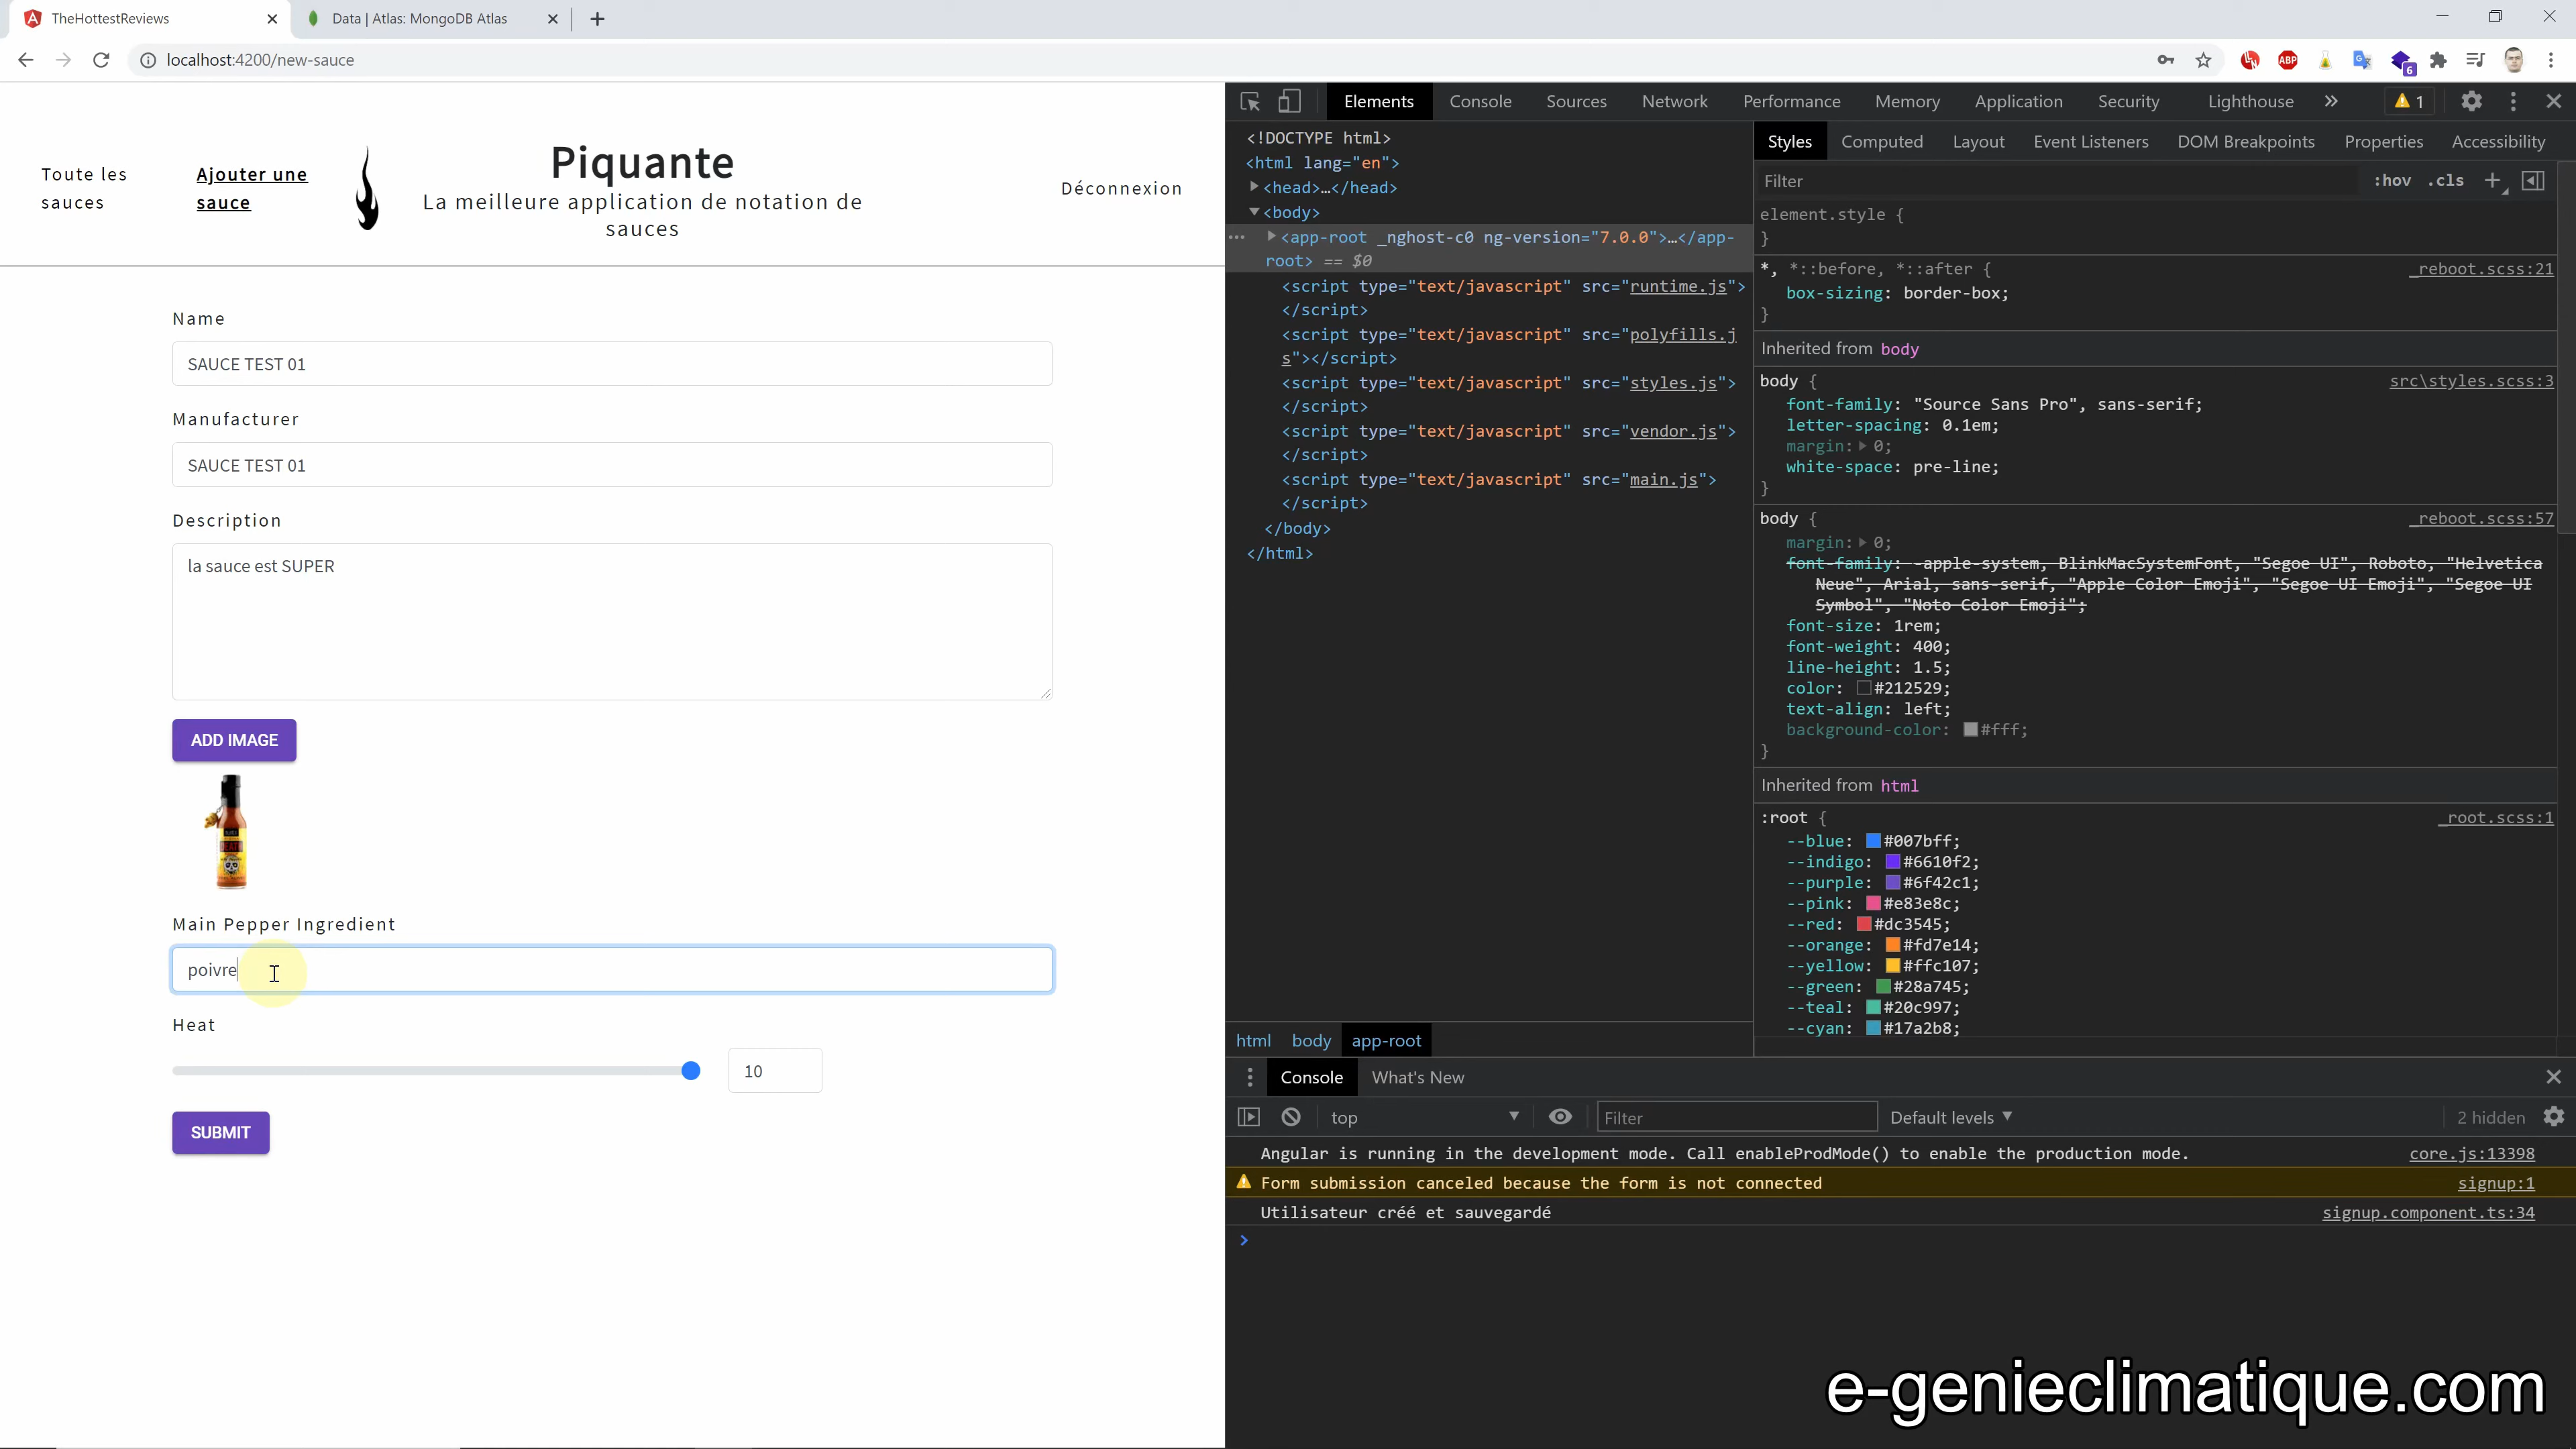 TheHottestReviews
Data | Atlas: MongoDB Atlas
localhost:4200/new-sauce
ABP
6
Toute les
sauces
Ajouter une
sauce
Piquante
La meilleure application de notation de
sauces
Déconnexion
Name
SAUCE TEST 01
Manufacturer
SAUCE TEST 01
Description
la sauce est SUPER
ADD IMAGE
Main Pepper Ingredient
poivre
Heat
10
SUBMIT
Elements Console Sources Network Performance Memory Application Security Lighthouse » 1
<!DOCTYPE html>
<html lang="en">
<head>…</head>
<body>
<app-root _nghost-c0 ng-version="7.0.0">…</app-
root> == $0
<script type="text/javascript" src="runtime.js">
</script>
<script type="text/javascript" src="polyfills.j
s"></script>
<script type="text/javascript" src="styles.js">
</script>
<script type="text/javascript" src="vendor.js">
</script>
<script type="text/javascript" src="main.js">
</script>
</body>
</html>
html body app-root
Styles Computed Layout Event Listeners DOM Breakpoints Properties Accessibility
Filter :hov .cls
element.style {
}
*, *::before, *::after { _reboot.scss:21
box-sizing: border-box;
}
Inherited from body
body { src\styles.scss:3
font-family: "Source Sans Pro", sans-serif;
letter-spacing: 0.1em;
margin: 0;
white-space: pre-line;
}
body { _reboot.scss:57
margin: 0;
font-family: -apple-system, BlinkMacSystemFont, "Segoe UI", Roboto, "Helvetica
Neue", Arial, sans-serif, "Apple Color Emoji", "Segoe UI Emoji", "Segoe UI
Symbol", "Noto Color Emoji";
font-size: 1rem;
font-weight: 400;
line-height: 1.5;
color: #212529;
text-align: left;
background-color: #fff;
}
Inherited from html
:root { _root.scss:1
--blue: #007bff;
--indigo: #6610f2;
--purple: #6f42c1;
--pink: #e83e8c;
--red: #dc3545;
--orange: #fd7e14;
--yellow: #ffc107;
--green: #28a745;
--teal: #20c997;
--cyan: #17a2b8;
Console What's New
top Filter Default levels 2 hidden
Angular is running in the development mode. Call enableProdMode() to enable the production mode. core.js:13398
Form submission canceled because the form is not connected signup:1
Utilisateur créé et sauvegardé signup.component.ts:34
e-genieclimatique.com